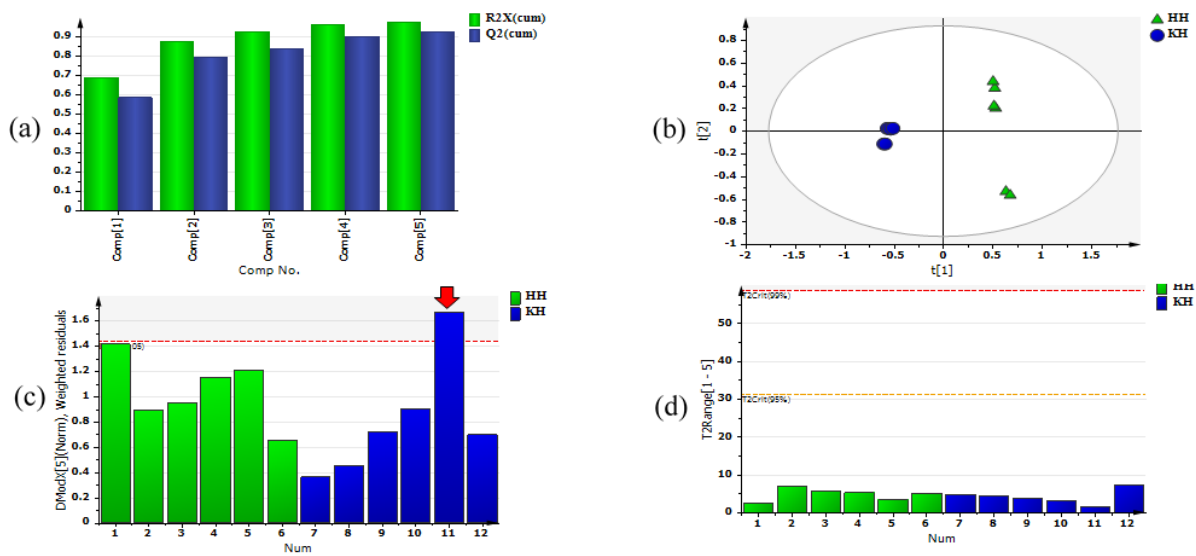 (a)
R2X(cum)
Q2(cum)
0.9
0.8
0.7
0.6
0.5
0.4
0.3
0.2
0.1
0
Comp[1]
Comp[2]
Comp[3]
Comp[4]
Comp[5]
Comp No.
(b)
HH
KH
t[2]
0.8
0.6
0.4
0.2
0
-0.2
-0.4
-0.6
-0.8
-1
-2 -1.5 -1 -0.5 0 0.5 1 1.5
t[1]
(c)
HH
KH
DModX[5](Norm), Weighted residuals
1.6
1.4
1.2
1
0.8
0.6
0.4
0.2
0
05)
1 2 3 4 5 6 7 8 9 10 11 12
Num
(d)
HH
KH
T2Range[1 - 5]
T2Crit(99%)
50
40
30
T2Crit(95%)
20
10
0
1 2 3 4 5 6 7 8 9 10 11 12
Num